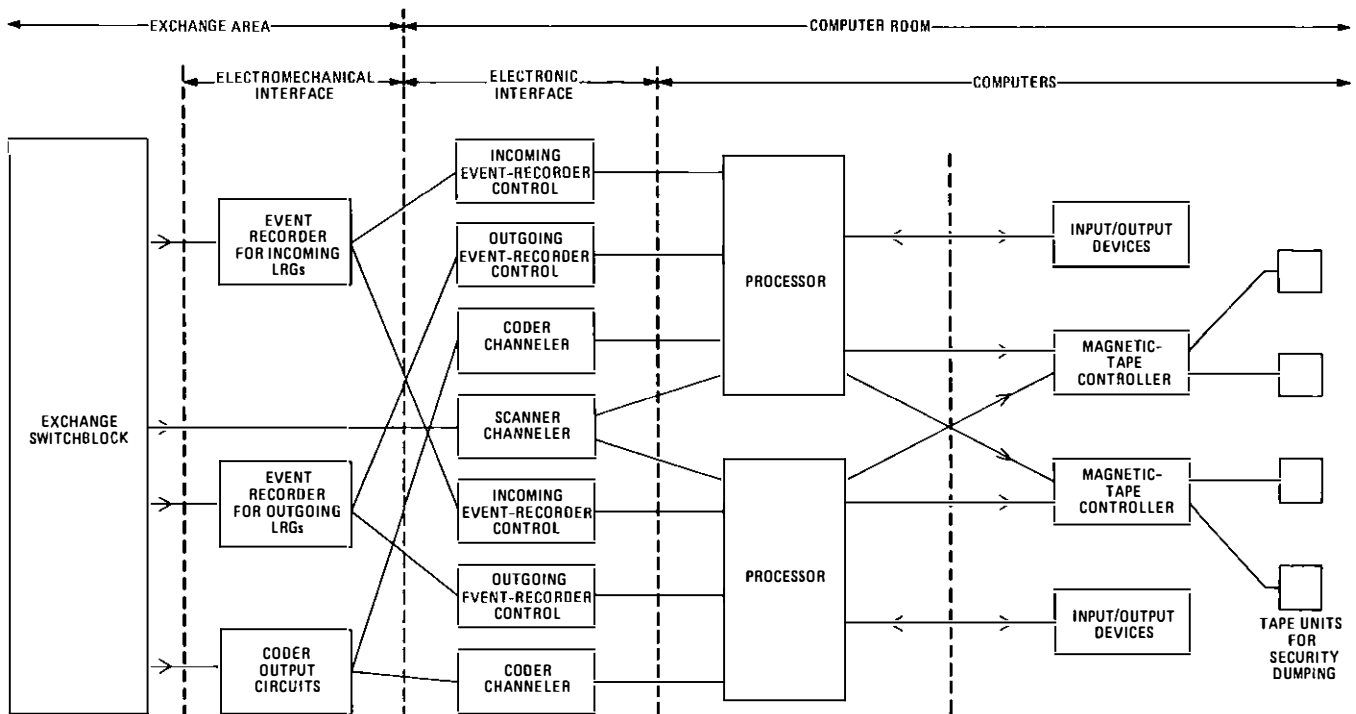 EXCHANGE AREA
COMPUTER ROOM
ELECTROMECHANICAL
INTERFACE
ELECTRONIC
INTERFACE
COMPUTERS
EXCHANGE
SWITCHBLOCK
EVENT
RECORDER
FOR INCOMING
LRGs
EVENT
RECORDER
FOR OUTGOING
LRGs
CODER
OUTPUT
CIRCUITS
INCOMING
EVENT-RECORDER
CONTROL
OUTGOING
EVENT-RECORDER
CONTROL
CODER
CHANNELER
SCANNER
CHANNELER
INCOMING
EVENT-RECORDER
CONTROL
OUTGOING
EVENT-RECORDER
CONTROL
CODER
CHANNELER
PROCESSOR
PROCESSOR
INPUT/OUTPUT
DEVICES
MAGNETIC-
TAPE
CONTROLLER
MAGNETIC-
TAPE
CONTROLLER
INPUT/OUTPUT
DEVICES
TAPE UNITS
FOR
SECURITY
DUMPING